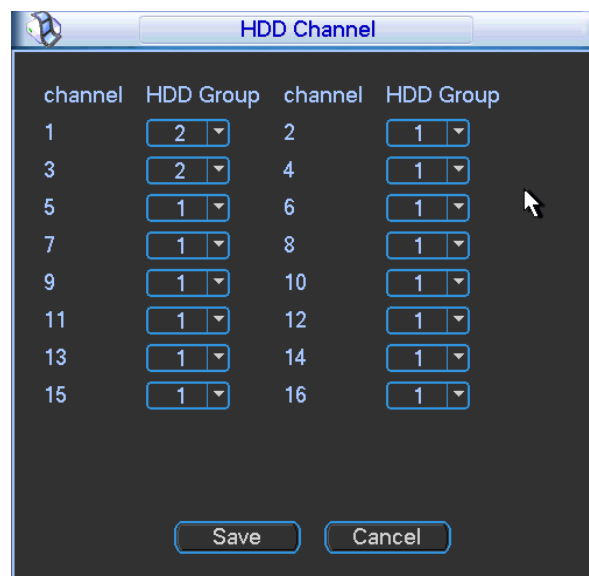 HDD Channel
channel HDD Group channel HDD Group
1 2 2 1
3 2 4 1
5 1 6 1
7 1 8 1
9 1 10 1
11 1 12 1
13 1 14 1
15 1 16 1
Save Cancel